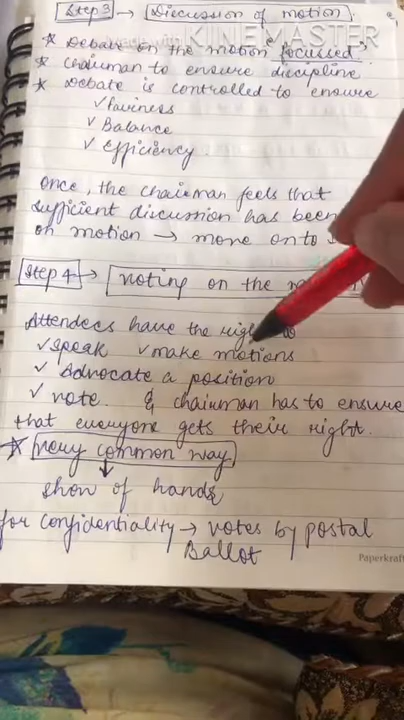 Step 3 → Discussion of motion.
Made with KINEMASTER
* Debate on the motion focussed
* Chairman to ensure discipline
* Debate is controlled to ensure
✓ Fairness
✓ Balance
✓ Efficiency.
Once, the chairman feels that
sufficient discussion has been
on motion → move onto
Step 4 → Voting on the
Attendees have the right to
✓ Speak ✓ make motions
✓ Advocate a position
✓ vote. & chairman has to ensure
that everyone gets their right.
* very common way
↓
show of hands
for confidentiality → votes by postal
Ballot
Paperkraft